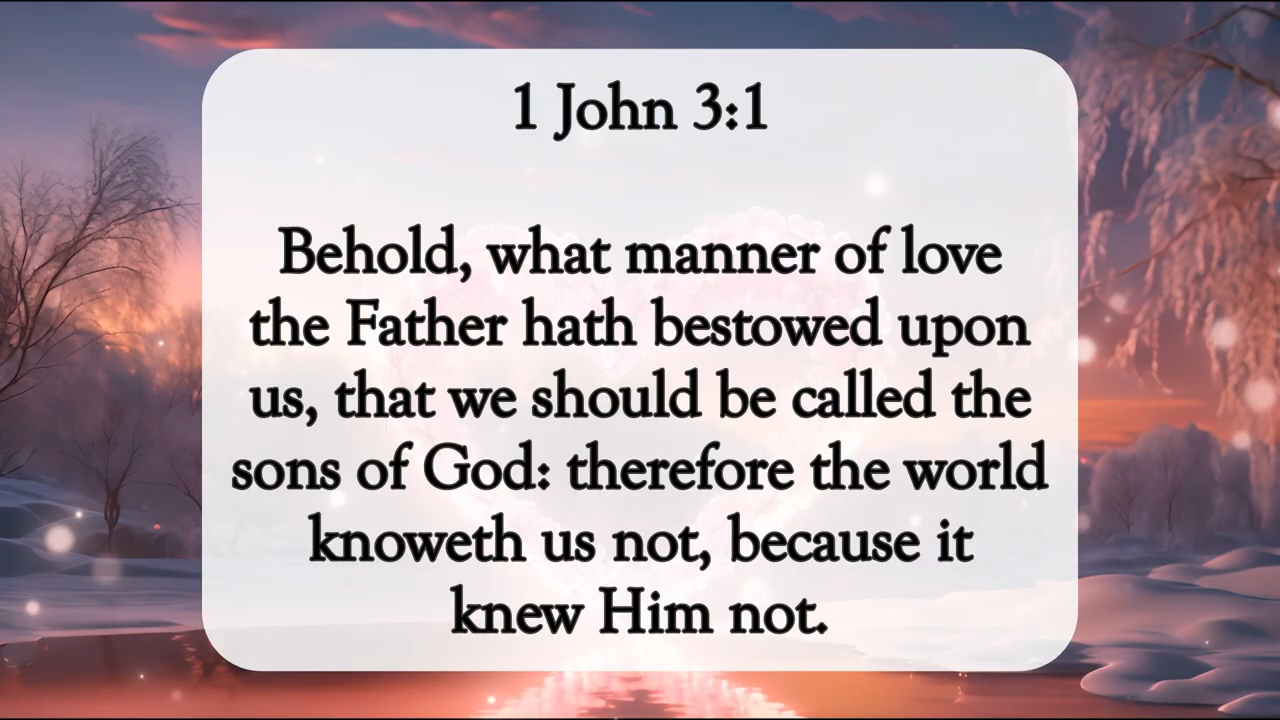 1 John 3:1
Behold, what manner of love
the Father hath bestowed upon
us, that we should be called the
sons of God: therefore the world
knoweth us not, because it
knew Him not.